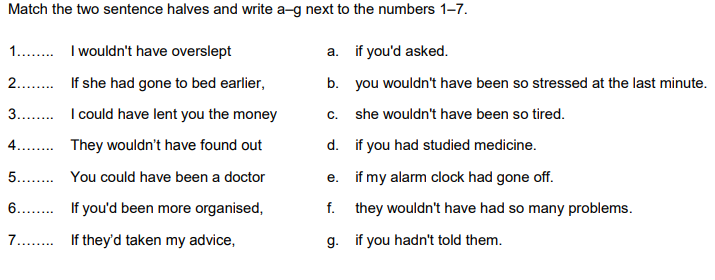 Match the two sentence halves and write a–g next to the numbers 1–7.
1........ I wouldn't have overslept a. if you'd asked.
2........ If she had gone to bed earlier, b. you wouldn't have been so stressed at the last minute.
3........ I could have lent you the money c. she wouldn't have been so tired.
4........ They wouldn't have found out d. if you had studied medicine.
5........ You could have been a doctor e. if my alarm clock had gone off.
6........ If you'd been more organised, f. they wouldn't have had so many problems.
7........ If they'd taken my advice, g. if you hadn't told them.